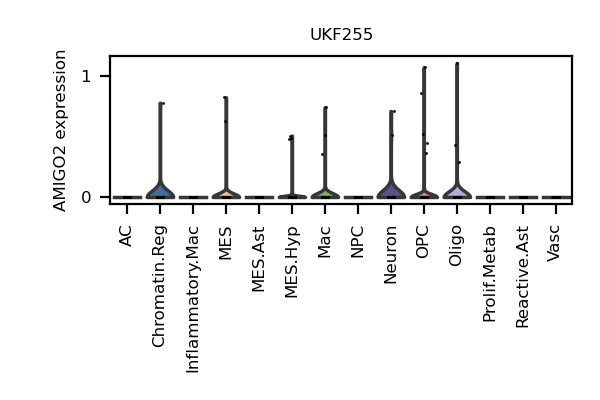 UKF255
AMIGO2 expression
1
0
AC
Chromatin.Reg
Inflammatory.Mac
MES
MES.Ast
MES.Hyp
Mac
NPC
Neuron
OPC
Oligo
Prolif.Metab
Reactive.Ast
Vasc